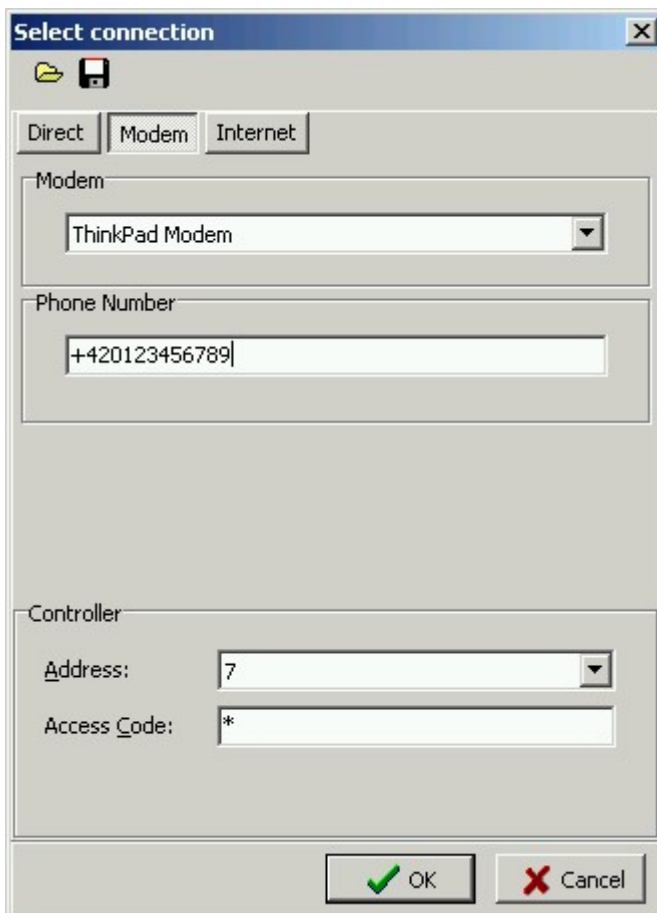 Select connection
Direct Modem Internet
Modem
ThinkPad Modem
Phone Number
+420123456789
Controller
Address: 7
Access Code: *
OK Cancel